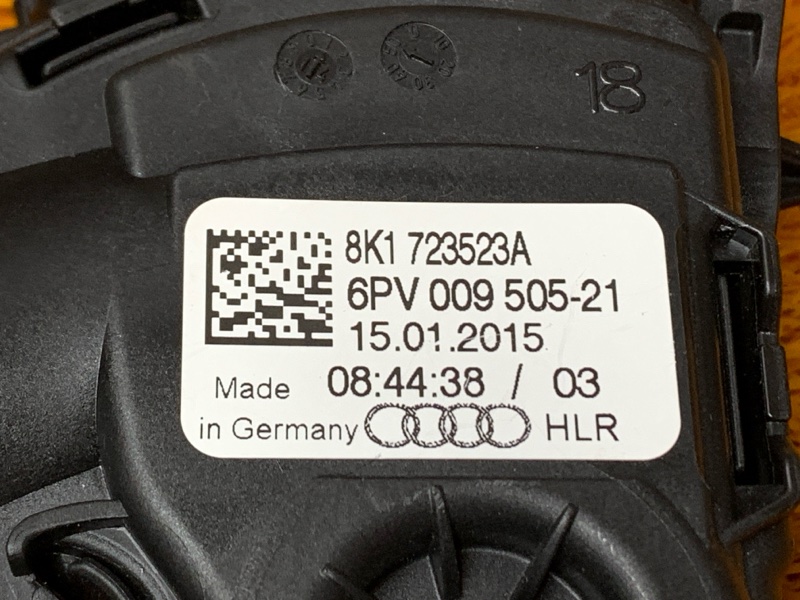 18
8K1 723523A
6PV 009 505-21
15.01.2015
Made 08:44:38 / 03
in Germany HLR